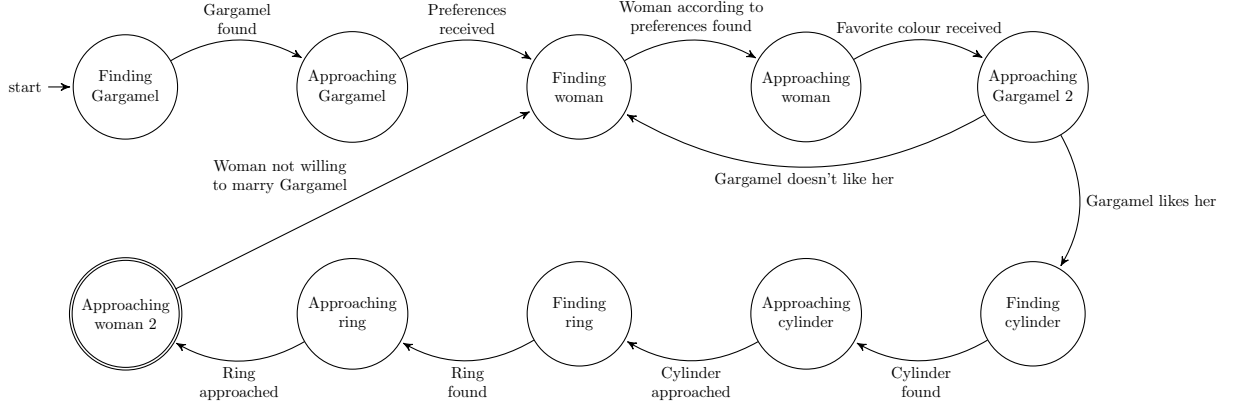 Gargamel
found
Preferences
received
Woman according to
preferences found
Favorite colour received
start
Finding
Gargamel
Approaching
Gargamel
Finding
woman
Approaching
woman
Approaching
Gargamel 2
Woman not willing
to marry Gargamel
Gargamel doesn't like her
Gargamel likes her
Approaching
woman 2
Approaching
ring
Finding
ring
Approaching
cylinder
Finding
cylinder
Ring
approached
Ring
found
Cylinder
approached
Cylinder
found